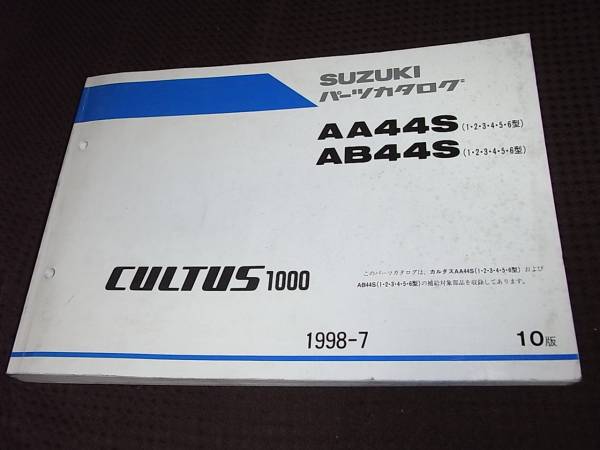 SUZUKI
パーツカタログ
AA44S(1・2・3・4・5・6型)
AB44S(1・2・3・4・5・6型)
このパーツカタログは、カルタスAA44S(1・2・3・4・5・6型) および
AB44S(1・2・3・4・5・6型)の補給対象部品を収録してあります。
CULTUS 1000
1998-7
10版